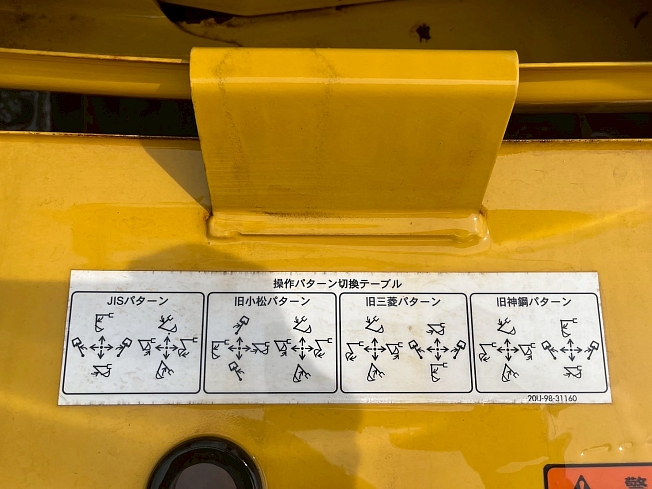 操作パターン切換テーブル
JISパターン
旧小松パターン
旧三菱パターン
旧神鋼パターン
20U-98-31160
警